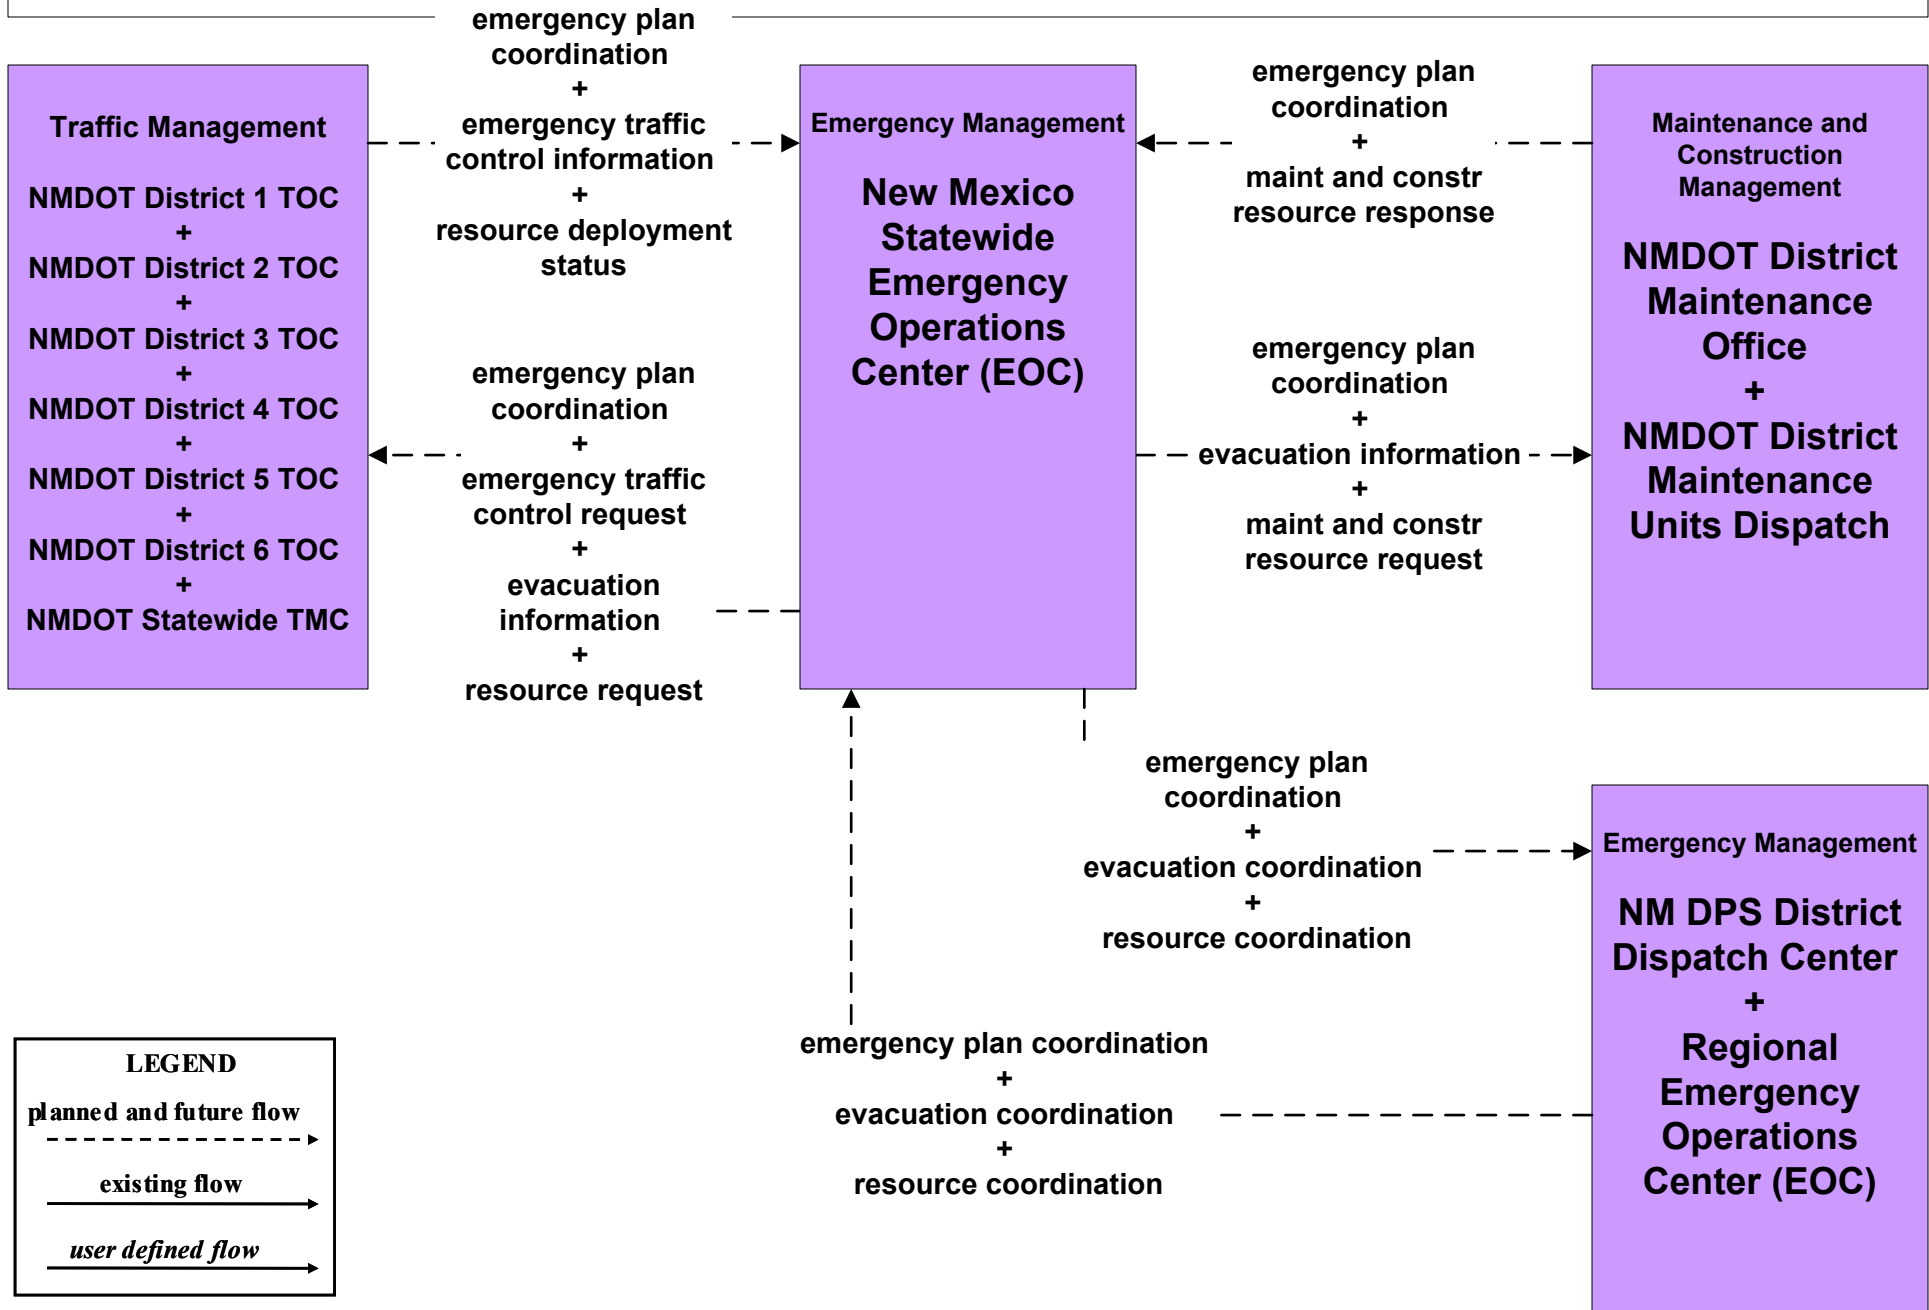 emergency plan
coordination
+
emergency traffic
control information
+
resource deployment
status
Traffic Management
NMDOT District 1 TOC
+
NMDOT District 2 TOC
+
NMDOT District 3 TOC
+
NMDOT District 4 TOC
+
NMDOT District 5 TOC
+
NMDOT District 6 TOC
+
NMDOT Statewide TMC
emergency plan
coordination
+
emergency traffic
control request
+
evacuation
information
+
resource request
Emergency Management
New Mexico
Statewide
Emergency
Operations
Center (EOC)
emergency plan
coordination
+
maint and constr
resource response
emergency plan
coordination
+
evacuation information
+
maint and constr
resource request
Maintenance and
Construction
Management
NMDOT District
Maintenance
Office
+
NMDOT District
Maintenance
Units Dispatch
emergency plan
coordination
+
evacuation coordination
+
resource coordination
Emergency Management
NM DPS District
Dispatch Center
+
Regional
Emergency
Operations
Center (EOC)
emergency plan coordination
+
evacuation coordination
+
resource coordination
LEGEND
planned and future flow
existing flow
user defined flow